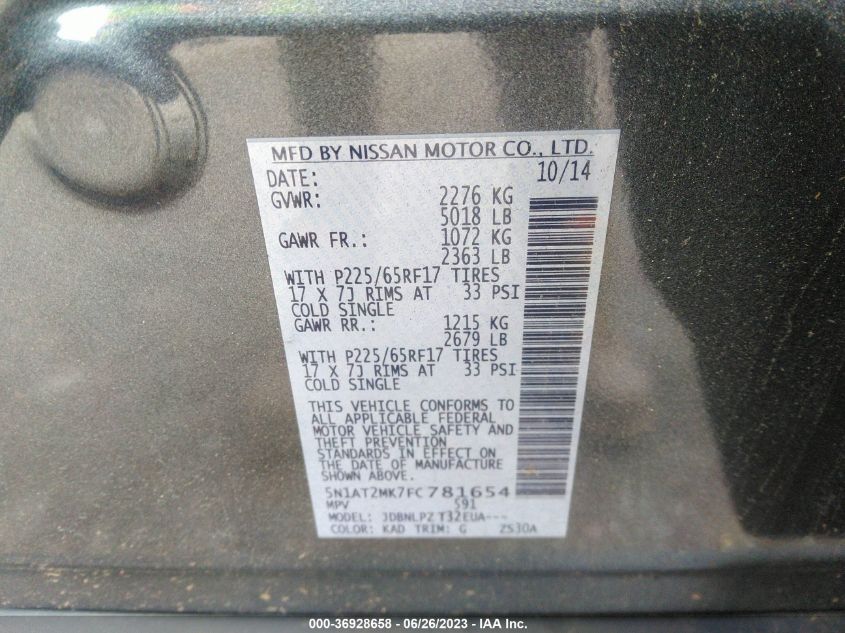 MFD BY NISSAN MOTOR CO., LTD.
DATE: 10/14
GVWR: 2276 KG
5018 LB
GAWR FR.: 1072 KG
2363 LB
WITH P225/65RF17 TIRES
17 X 7J RIMS AT 33 PSI
COLD SINGLE
GAWR RR.: 1215 KG
2679 LB
WITH P225/65RF17 TIRES
17 X 7J RIMS AT 33 PSI
COLD SINGLE
THIS VEHICLE CONFORMS TO
ALL APPLICABLE FEDERAL
MOTOR VEHICLE SAFETY AND
THEFT PREVENTION
STANDARDS IN EFFECT ON
THE DATE OF MANUFACTURE
SHOWN ABOVE.
5N1AT2MK7FC781654
MPV 591
MODEL: JDBNLPZ T32EUA---
COLOR: KAD TRIM: G ZS30A
000-36928658 - 06/26/2023 - IAA Inc.